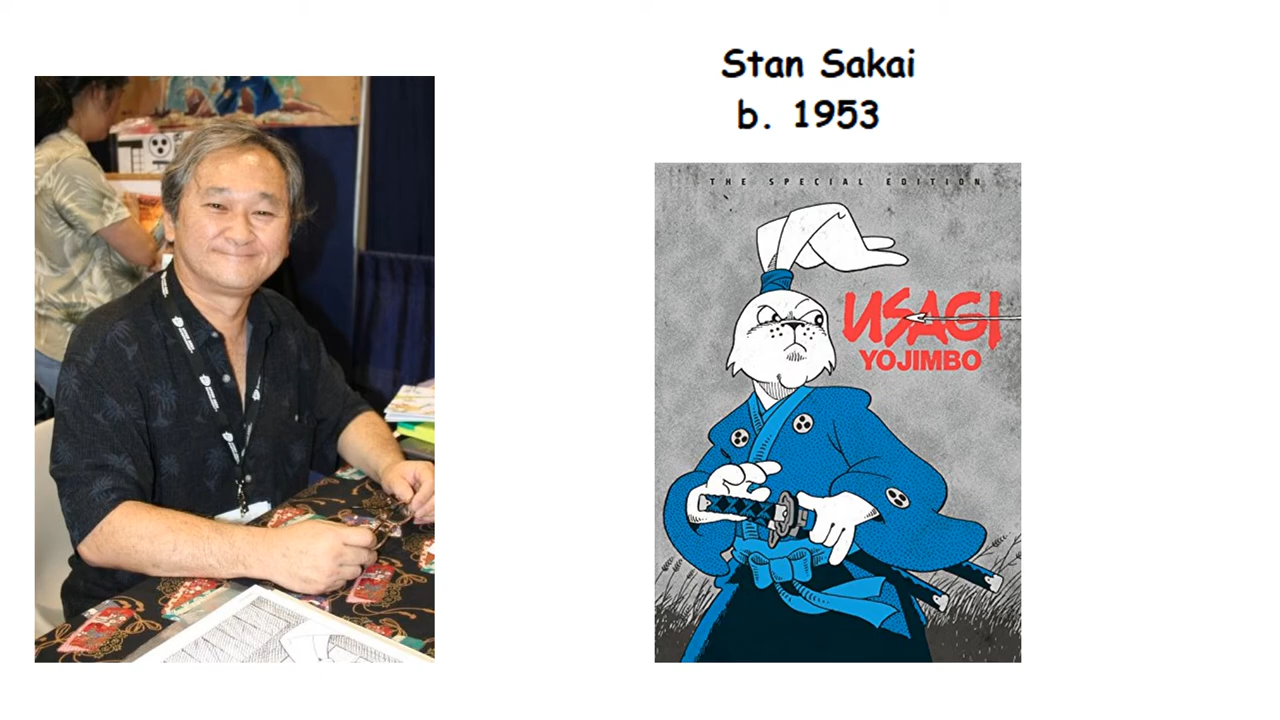 Stan Sakai
b. 1953
THE SPECIAL EDITION
USAGI
YOJIMBO